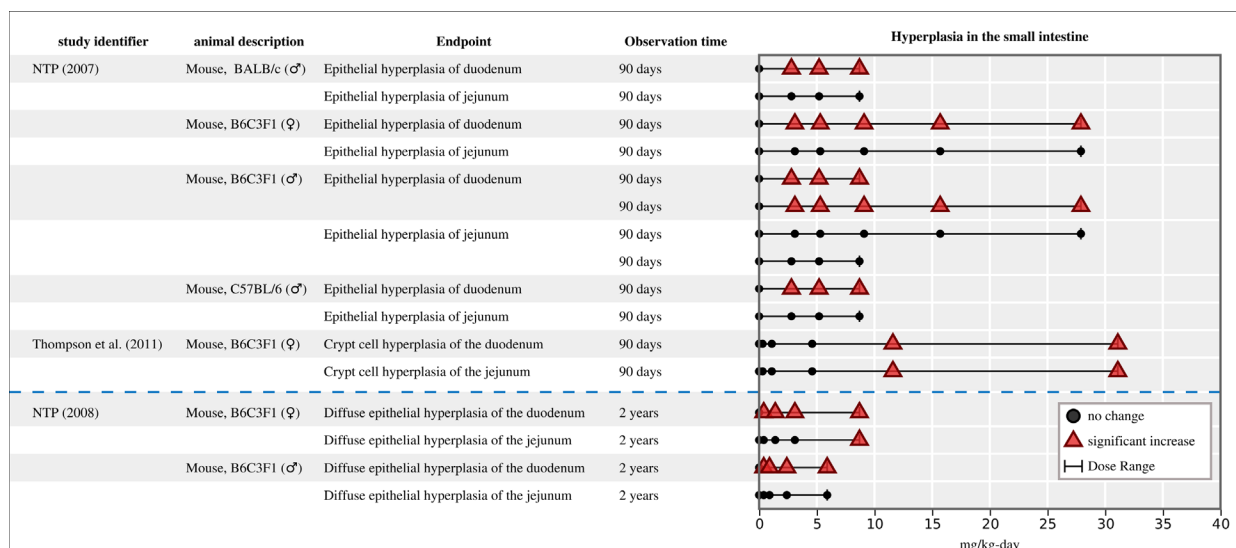 study identifier animal description Endpoint Observation time Hyperplasia in the small intestine
NTP (2007) Mouse, BALB/c (♂) Epithelial hyperplasia of duodenum 90 days
Epithelial hyperplasia of jejunum 90 days
Mouse, B6C3F1 (♀) Epithelial hyperplasia of duodenum 90 days
Epithelial hyperplasia of jejunum 90 days
Mouse, B6C3F1 (♂) Epithelial hyperplasia of duodenum 90 days
90 days
Epithelial hyperplasia of jejunum 90 days
90 days
Mouse, C57BL/6 (♂) Epithelial hyperplasia of duodenum 90 days
Epithelial hyperplasia of jejunum 90 days
Thompson et al. (2011) Mouse, B6C3F1 (♀) Crypt cell hyperplasia of the duodenum 90 days
Crypt cell hyperplasia of the jejunum 90 days
NTP (2008) Mouse, B6C3F1 (♀) Diffuse epithelial hyperplasia of the duodenum 2 years
Diffuse epithelial hyperplasia of the jejunum 2 years
Mouse, B6C3F1 (♂) Diffuse epithelial hyperplasia of the duodenum 2 years
Diffuse epithelial hyperplasia of the jejunum 2 years
no change
significant increase
Dose Range
0 5 10 15 20 25 30 35 40
mg/kg-day